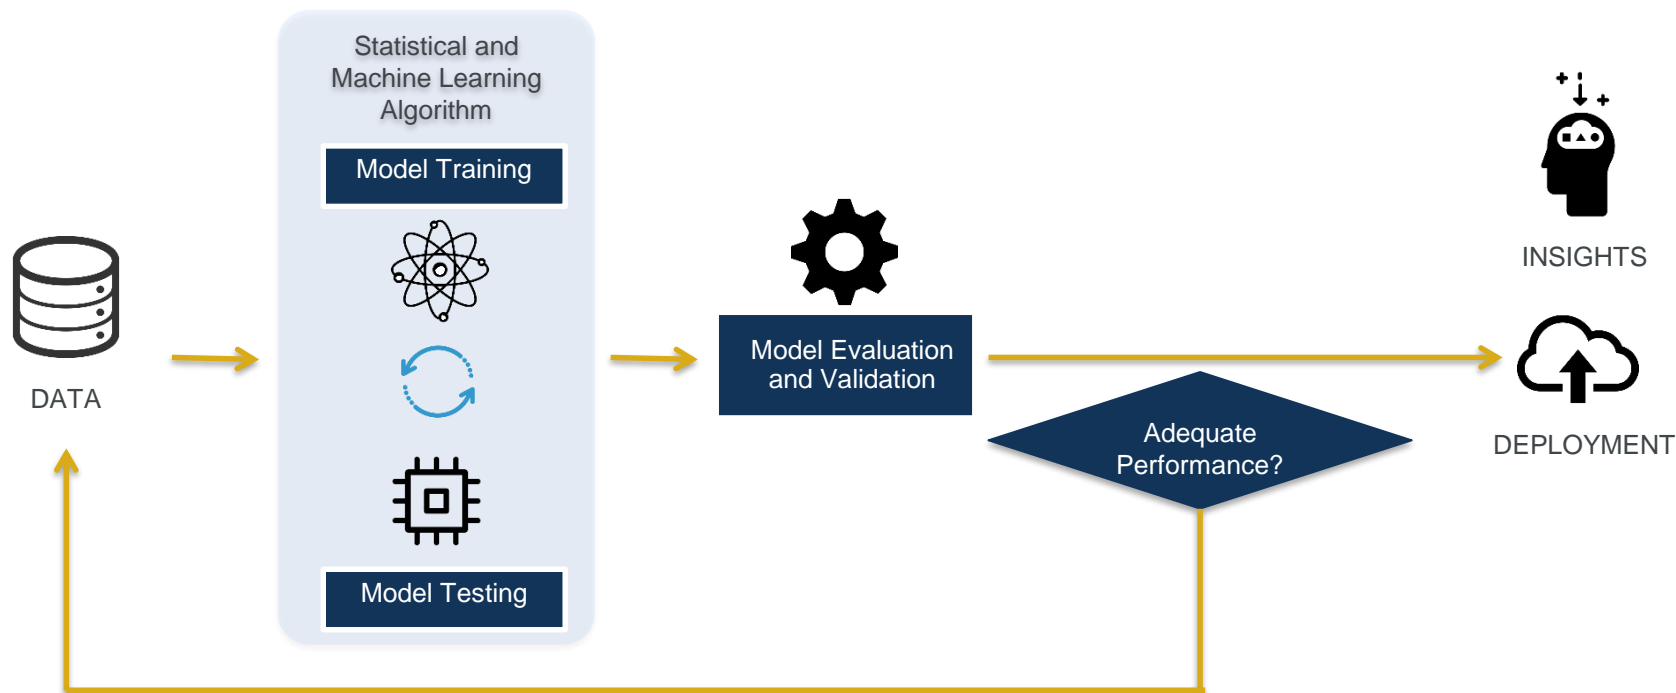 Statistical and
Machine Learning
Algorithm
Model Training
Model Testing
DATA
Model Evaluation
and Validation
Adequate
Performance?
INSIGHTS
DEPLOYMENT